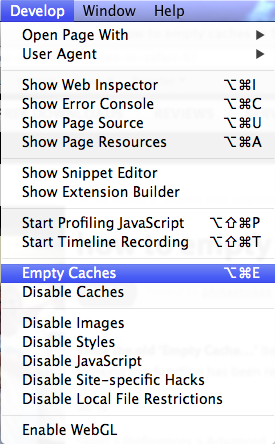 Develop Window Help
Open Page With ▶
User Agent ▶
Show Web Inspector ⌥⌘I
Show Error Console ⌥⌘C
Show Page Source ⌥⌘U
Show Page Resources ⌥⌘A
Show Snippet Editor
Show Extension Builder
Start Profiling JavaScript ⌥⇧⌘P
Start Timeline Recording ⌥⇧⌘T
Empty Caches ⌥⌘E
Disable Caches
Disable Images
Disable Styles
Disable JavaScript
Disable Site-specific Hacks
Disable Local File Restrictions
Enable WebGL